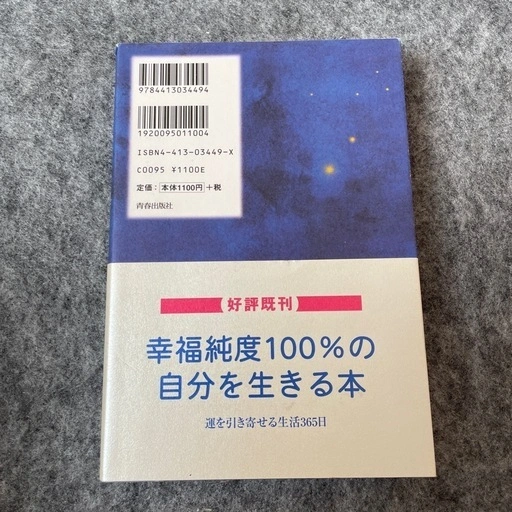 9784413034494
1920095011004
ISBN4-413-03449-X
C0095 ¥1100E
定価：本体1100円＋税
青春出版社
【好評既刊】
幸福純度100%の
自分を生きる本
運を引き寄せる生活365日